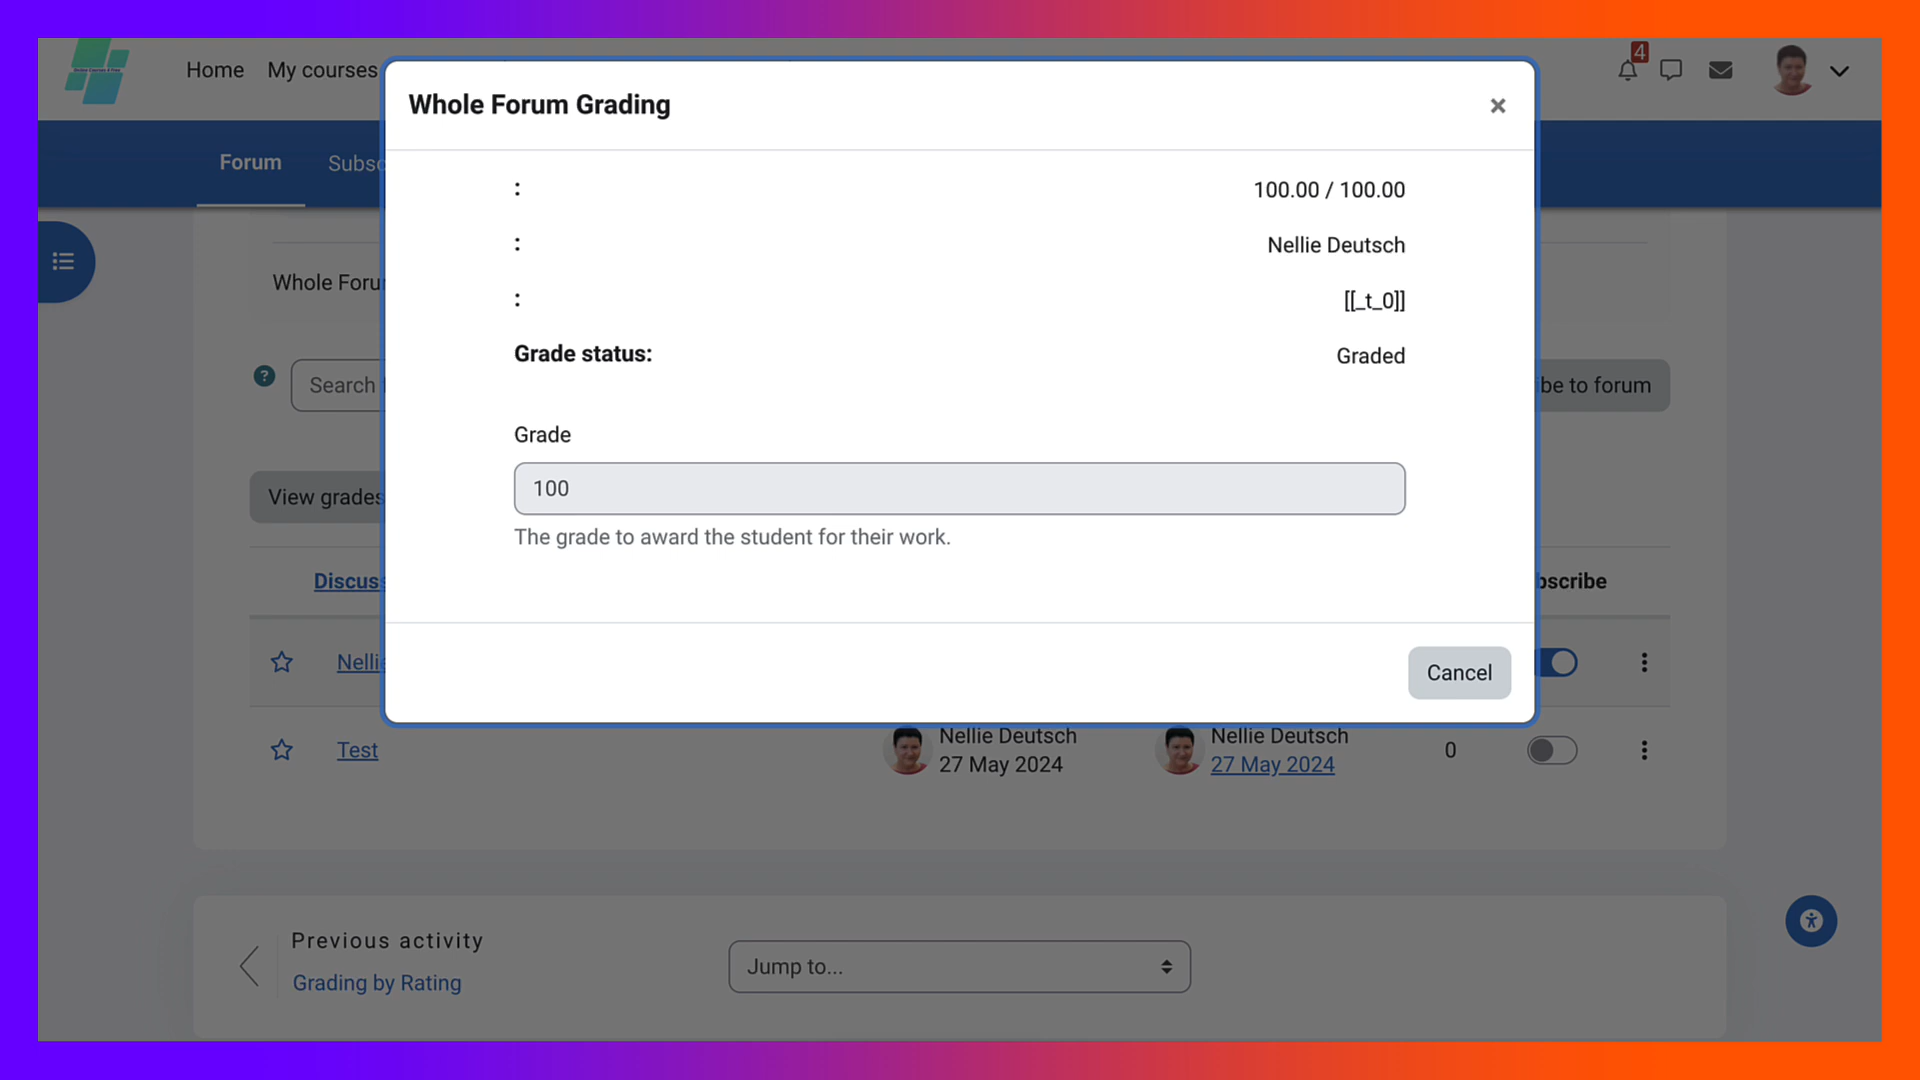 Home My courses
4
Whole Forum Grading
×
Forum Subsc
: 100.00 / 100.00
: Nellie Deutsch
: [[_t_0]]
Grade status: Graded
Whole Foru
? Search
be to forum
Grade
100
The grade to award the student for their work.
View grades
Discuss
bscribe
Nellie
Cancel
Test
Nellie Deutsch
27 May 2024
Nellie Deutsch
27 May 2024
0
Previous activity
Grading by Rating
Jump to...